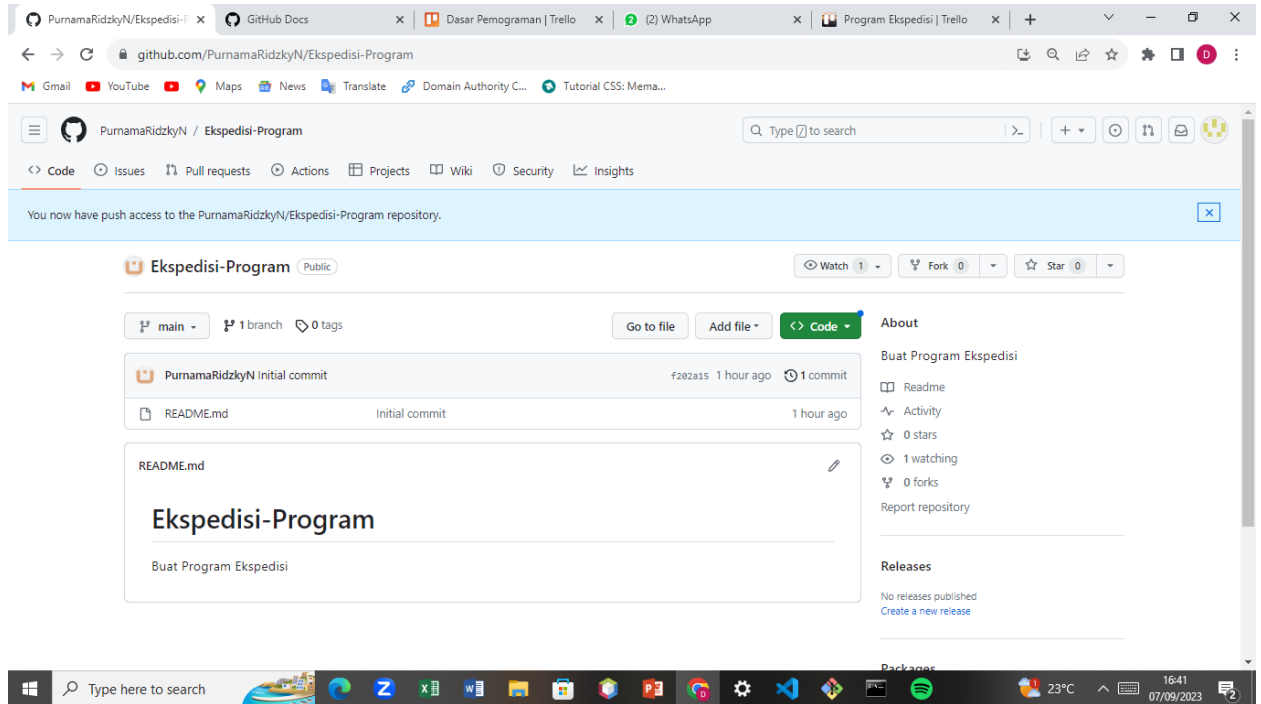 PurnamaRidzkyN/Ekspedisi-P
GitHub Docs
Dasar Pemograman | Trello
(2) WhatsApp
Program Ekspedisi | Trello
github.com/PurnamaRidzkyN/Ekspedisi-Program
D
Gmail YouTube Maps News Translate Domain Authority C... Tutorial CSS: Mema...
PurnamaRidzkyN / Ekspedisi-Program
Type / to search
Code Issues Pull requests Actions Projects Wiki Security Insights
You now have push access to the PurnamaRidzkyN/Ekspedisi-Program repository.
Ekspedisi-Program Public
Watch 1 Fork 0 Star 0
main 1 branch 0 tags
Go to file Add file Code
PurnamaRidzkyN Initial commit f202a15 1 hour ago 1 commit
README.md Initial commit 1 hour ago
README.md
Ekspedisi-Program
Buat Program Ekspedisi
About
Buat Program Ekspedisi
Readme
Activity
0 stars
1 watching
0 forks
Report repository
Releases
No releases published
Create a new release
Packages
Type here to search
23°C
16:41
07/09/2023
2